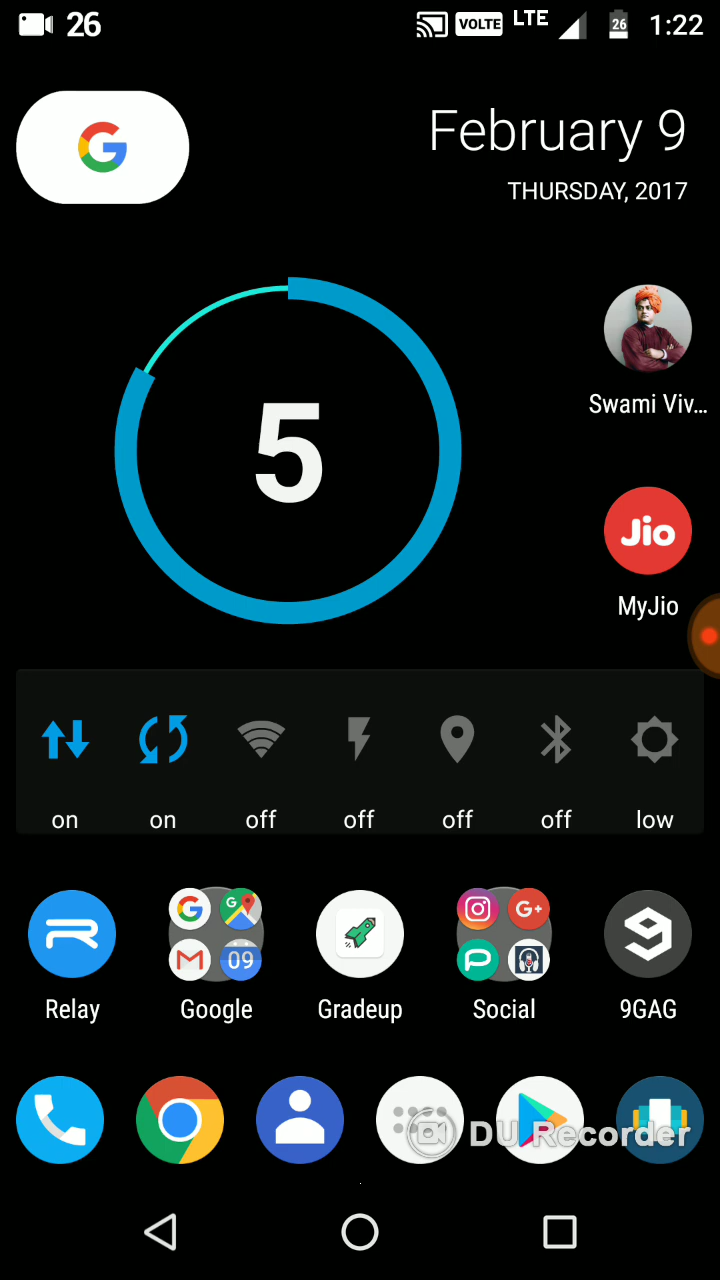 26
VOLTE LTE 26 1:22
G
February 9
THURSDAY, 2017
5
Swami Viv...
Jio
MyJio
on on off off off off low
G G G+
09
Relay Google Gradeup Social 9GAG
DU Recorder